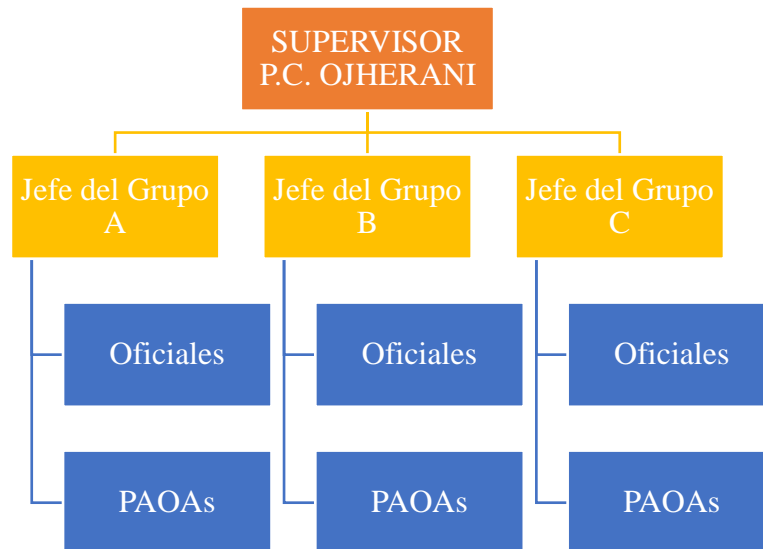 SUPERVISOR
P.C. OJHERANI
Jefe del Grupo
A
Jefe del Grupo
B
Jefe del Grupo
C
Oficiales
Oficiales
Oficiales
PAOAs
PAOAs
PAOAs